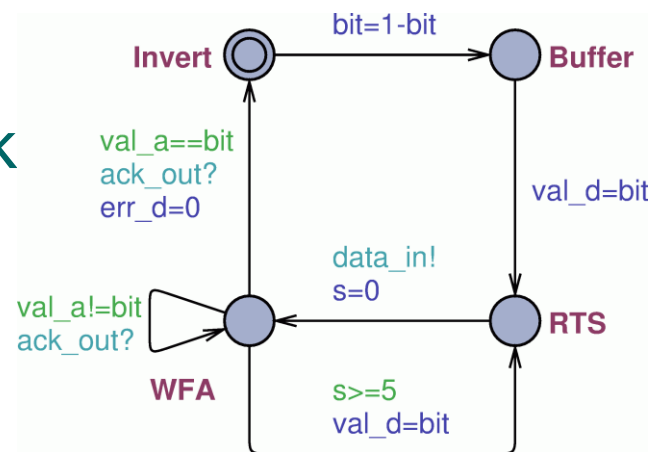 bit=1-bit
Invert
Buffer
k
val_a==bit
ack_out?
err_d=0
val_d=bit
data_in!
s=0
val_a!=bit
ack_out?
RTS
WFA
s>=5
val_d=bit